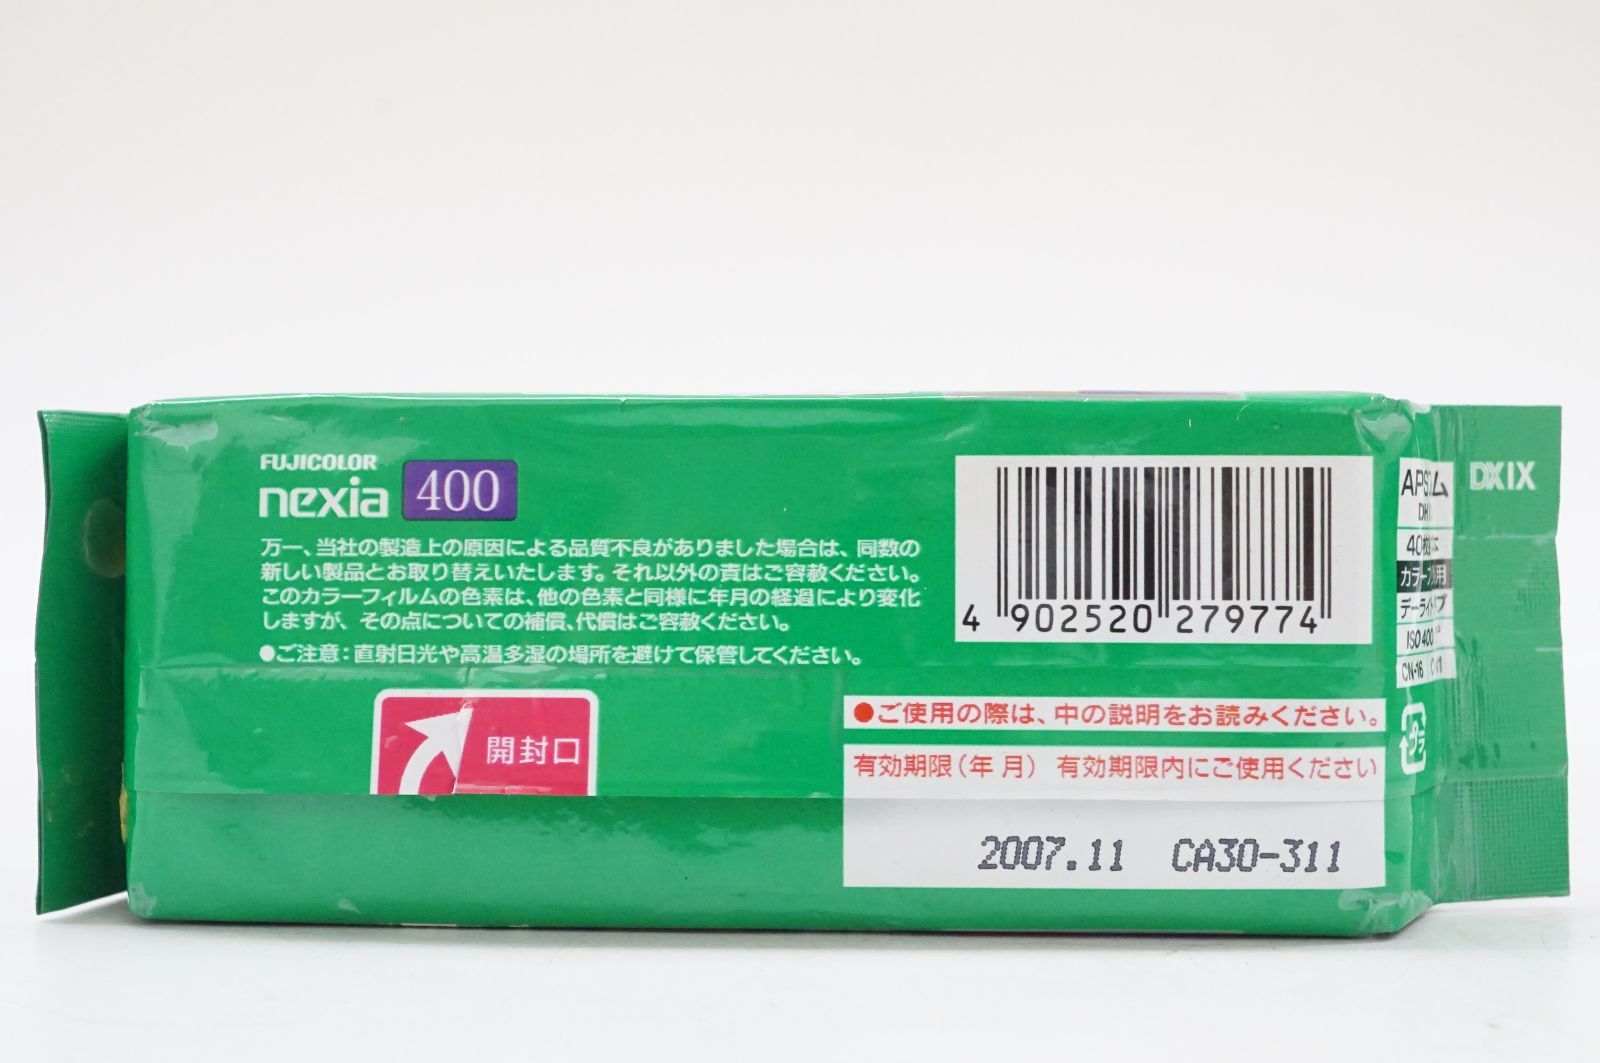 FUJICOLOR
nexia 400
万一、当社の製造上の原因による品質不良がありました場合は、同数の
新しい製品とお取り替えいたします。それ以外の責はご容赦ください。
このカラーフィルムの色素は、他の色素と同様に年月の経過により変化
しますが、その点についての補償、代償はご容赦ください。
●ご注意：直射日光や高温多湿の場所を避けて保管してください。
開封口
4 902520 279774
●ご使用の際は、中の説明をお読みください。
有効期限（年 月） 有効期限内にご使用ください
2007.11 CA30-311
ISO 400
CN-16
DXIX